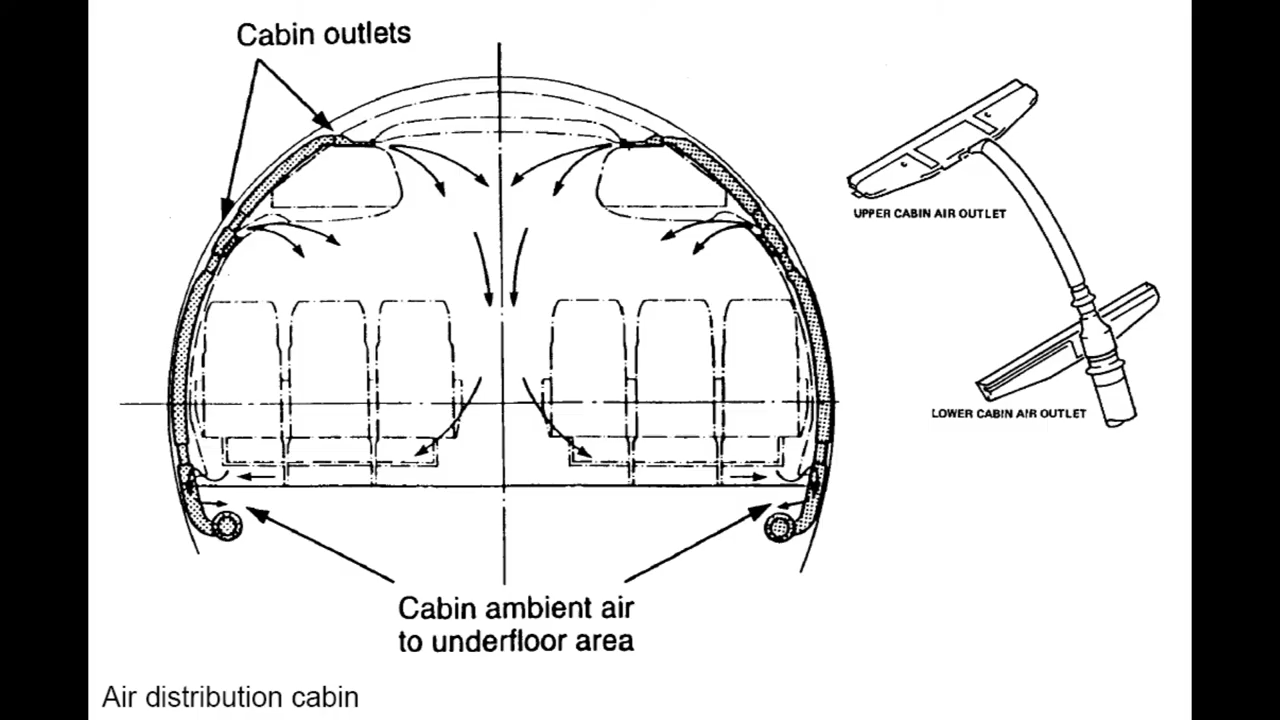 Cabin outlets
UPPER CABIN AIR OUTLET
LOWER CABIN AIR OUTLET
Cabin ambient air
to underfloor area
Air distribution cabin